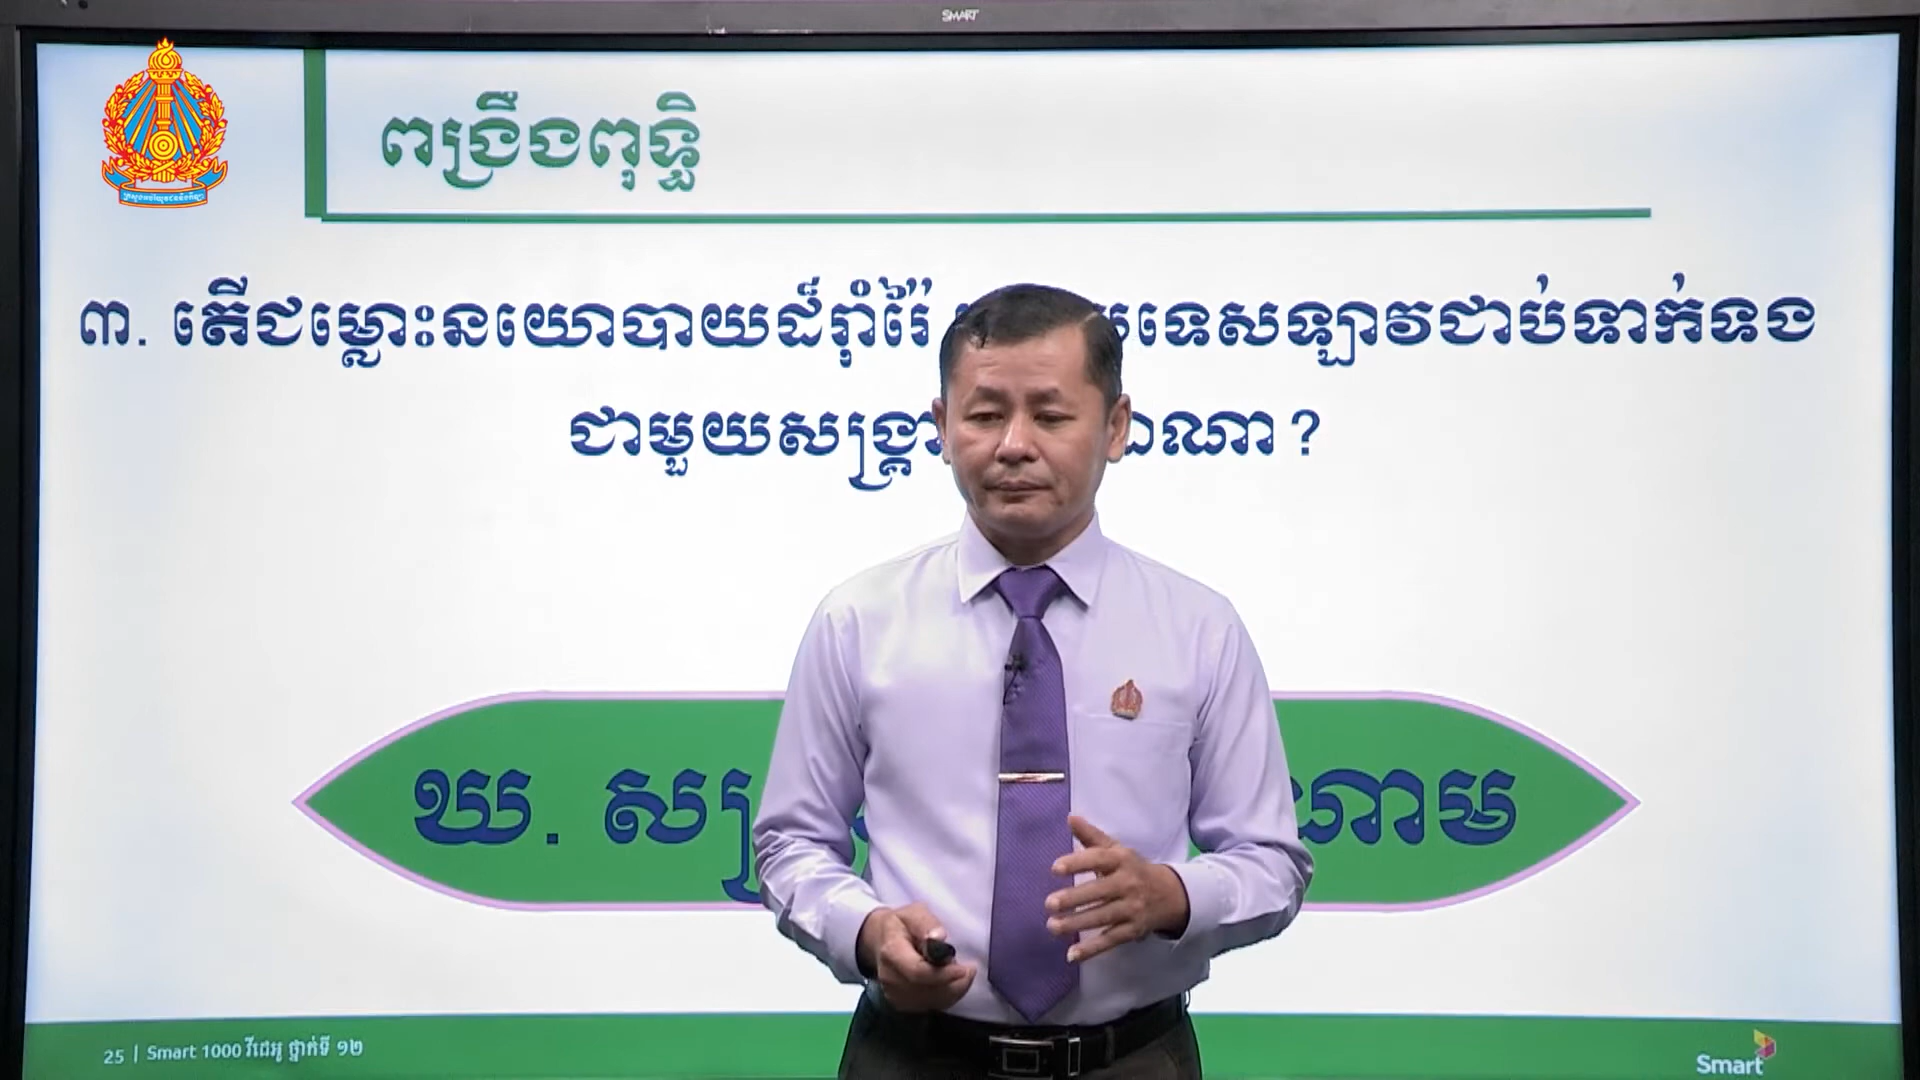 SMART
ពង្រឹងពុទ្ធិ
៣. តើជម្លោះនយោបាយដ៏រ៉ាំរ៉ៃ ទេសឡាវជាប់ទាក់ទង
ជាមួយសង្គ្រា ណា?
ឃ. ស ណាម
25 | Smart 1000 វីដេអូ ថ្នាក់ទី ១២
Smart